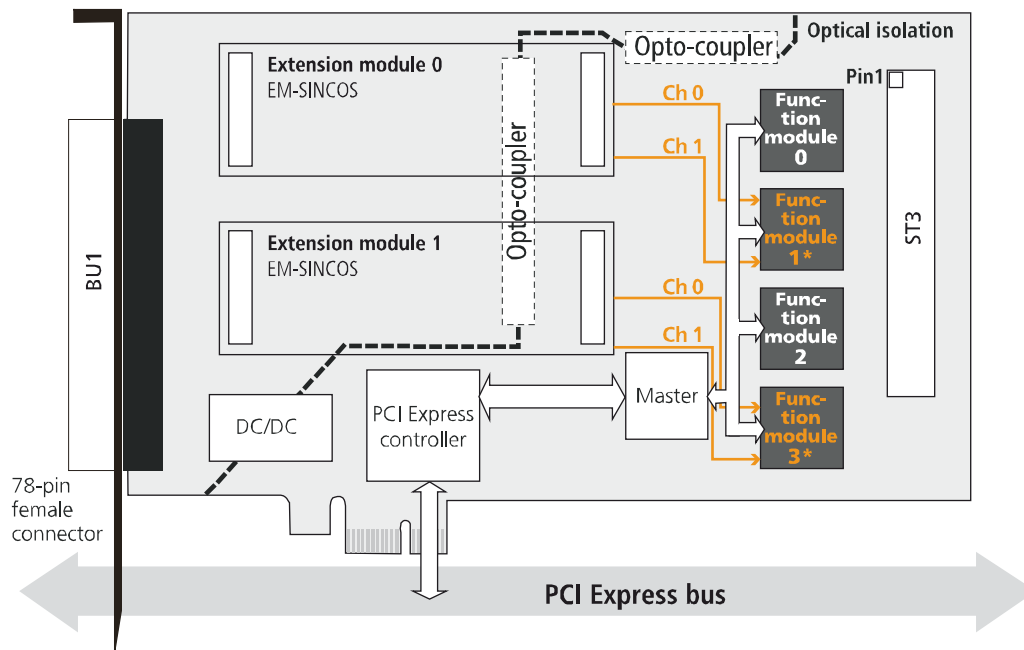 Opto-coupler
Optical isolation
Extension module 0
EM-SINCOS
Opto-coupler
Ch 0
Ch 1
Func-
tion
module
0
Pin1
ST3
Func-
tion
module
1*
BU1
Extension module 1
EM-SINCOS
Ch 0
Ch 1
Func-
tion
module
2
DC/DC
PCI Express
controller
Master
Func-
tion
module
3*
78-pin
female
connector
PCI Express bus